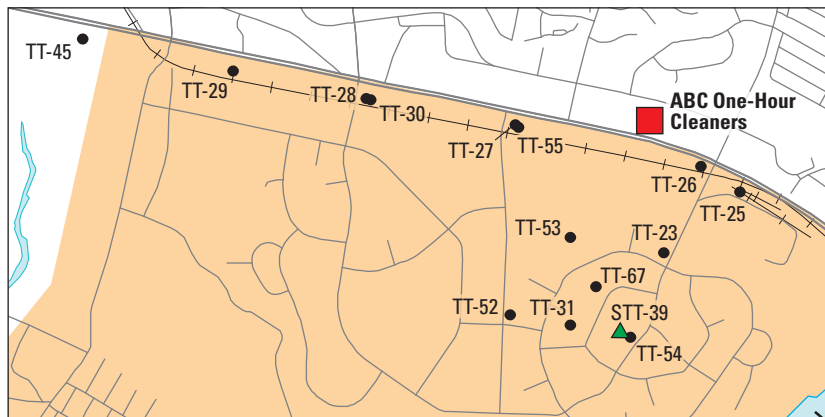 TT-45
TT-29
TT-28
TT-30
TT-27
TT-55
ABC One-Hour
Cleaners
TT-26
TT-25
TT-53
TT-23
TT-67
TT-52
TT-31
STT-39
TT-54